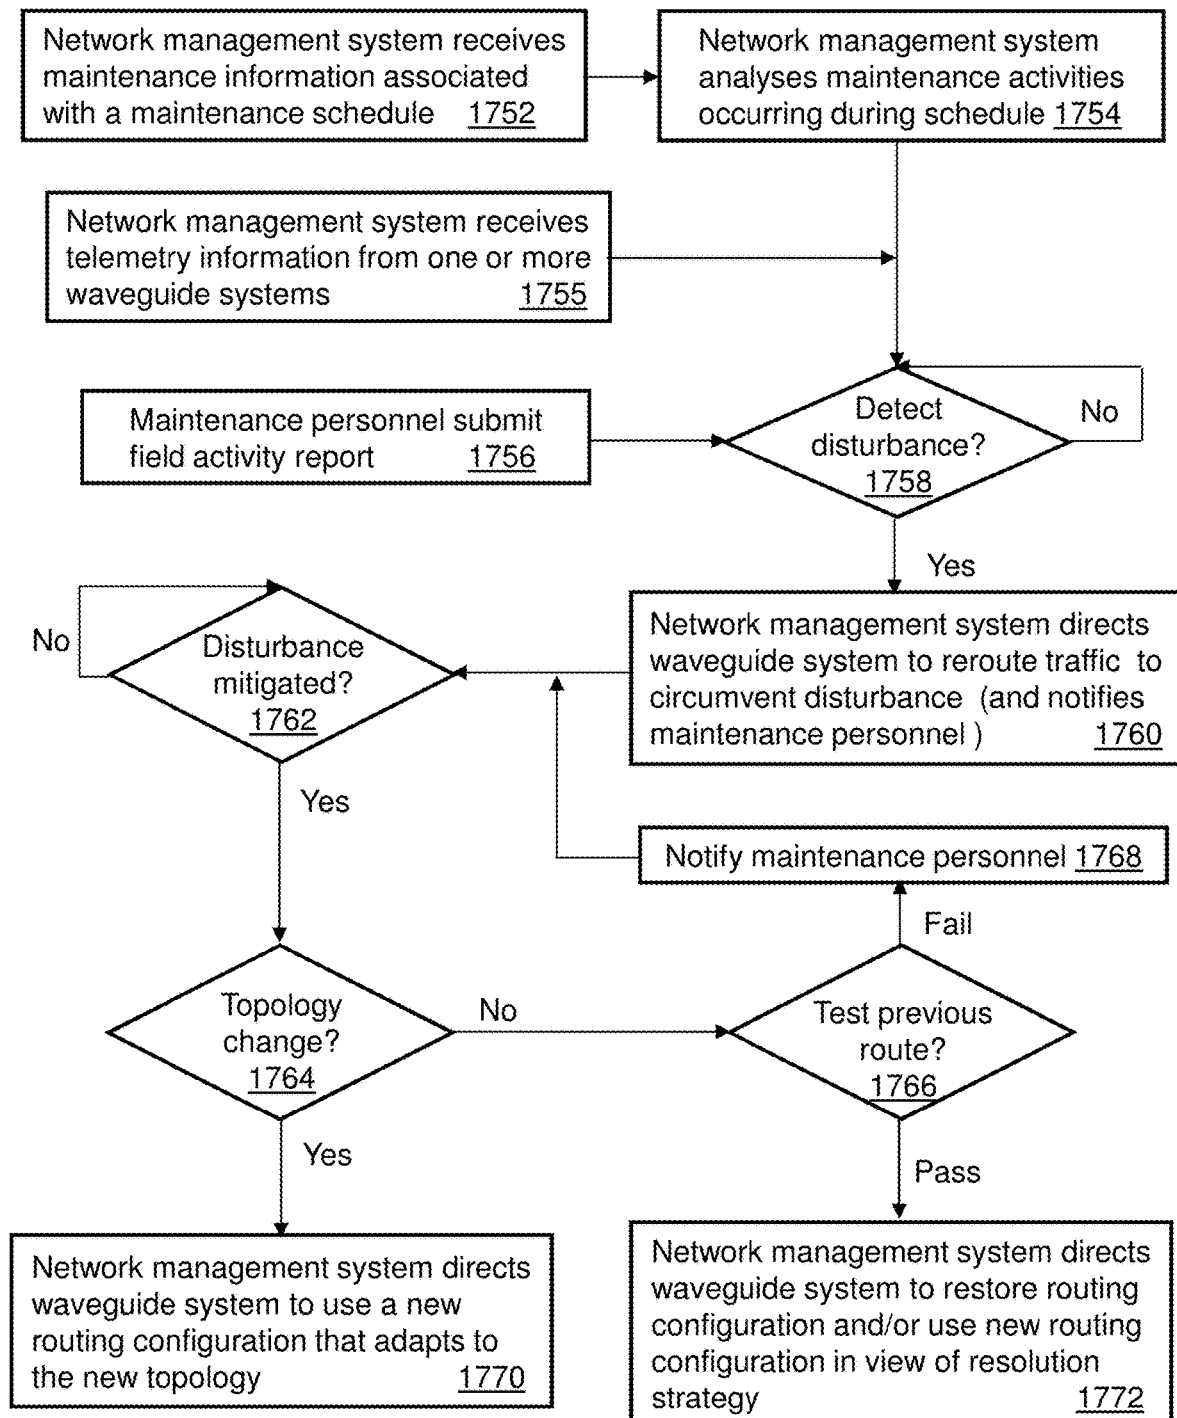 Network management system receives
maintenance information associated
with a maintenance schedule 1752
Network management system
analyses maintenance activities
occurring during schedule 1754
Network management system receives
telemetry information from one or more
waveguide systems 1755
Maintenance personnel submit
field activity report 1756
Detect
disturbance?
1758
No
Yes
Network management system directs
waveguide system to reroute traffic to
circumvent disturbance (and notifies
maintenance personnel ) 1760
No
Disturbance
mitigated?
1762
Yes
Notify maintenance personnel 1768
Fail
Topology
change?
1764
No
Test previous
route?
1766
Yes
Pass
Network management system directs
waveguide system to use a new
routing configuration that adapts to
the new topology 1770
Network management system directs
waveguide system to restore routing
configuration and/or use new routing
configuration in view of resolution
strategy 1772